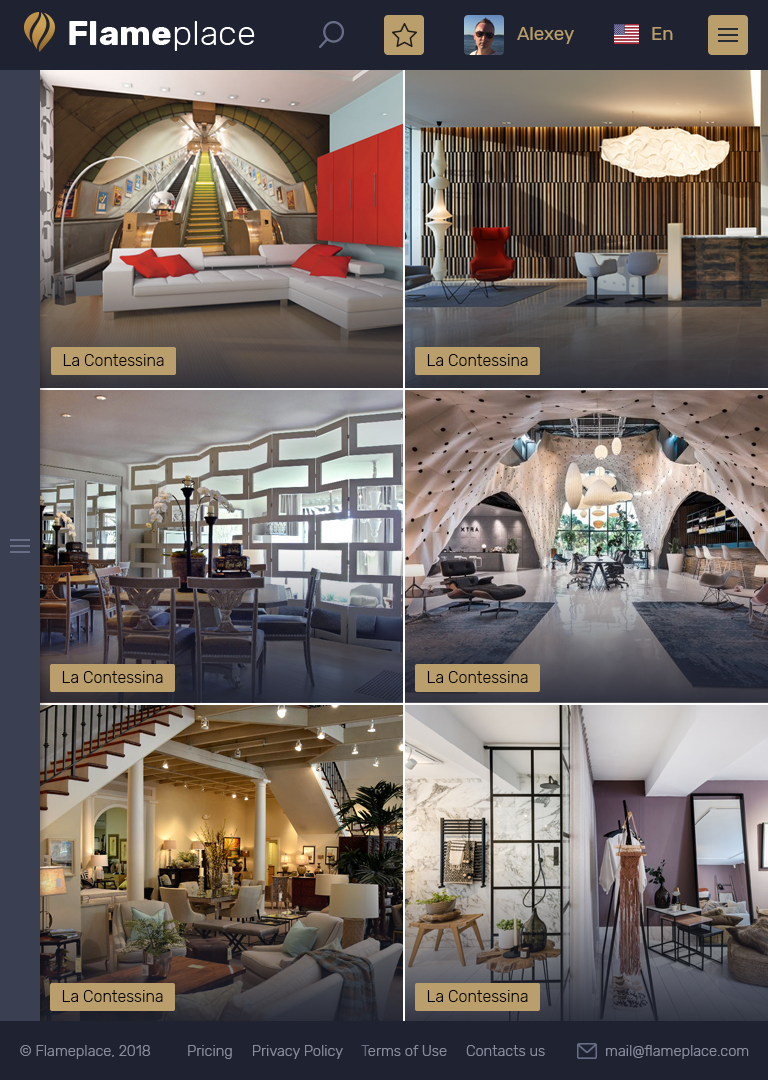 Flameplace
Alexey
En
La Contessina
La Contessina
XTRA
La Contessina
La Contessina
La Contessina
La Contessina
© Flameplace, 2018
Pricing
Privacy Policy
Terms of Use
Contacts us
mail@flameplace.com